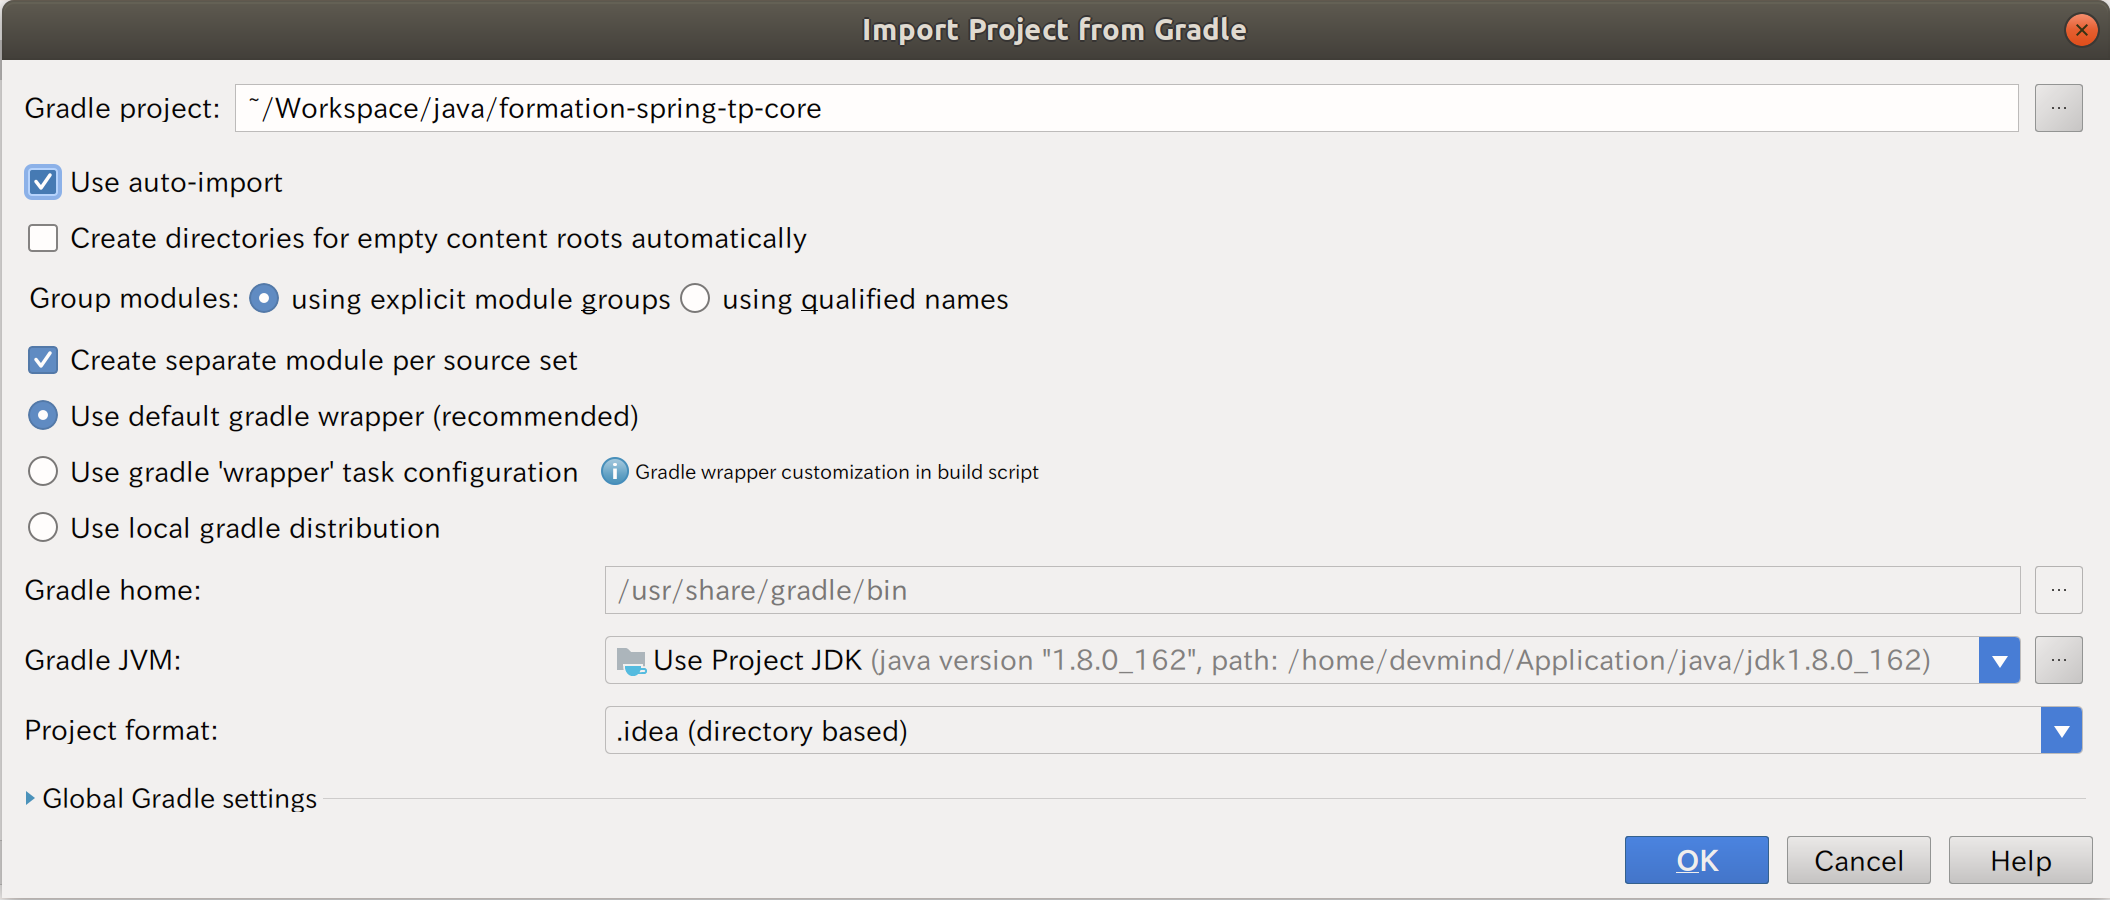 Import Project from Gradle
Gradle project: ~/Workspace/java/formation-spring-tp-core ...
Use auto-import
Create directories for empty content roots automatically
Group modules: using explicit module groups using qualified names
Create separate module per source set
Use default gradle wrapper (recommended)
Use gradle 'wrapper' task configuration Gradle wrapper customization in build script
Use local gradle distribution
Gradle home: /usr/share/gradle/bin ...
Gradle JVM: Use Project JDK (java version "1.8.0_162", path: /home/devmind/Application/java/jdk1.8.0_162) ...
Project format: .idea (directory based)
Global Gradle settings
OK Cancel Help